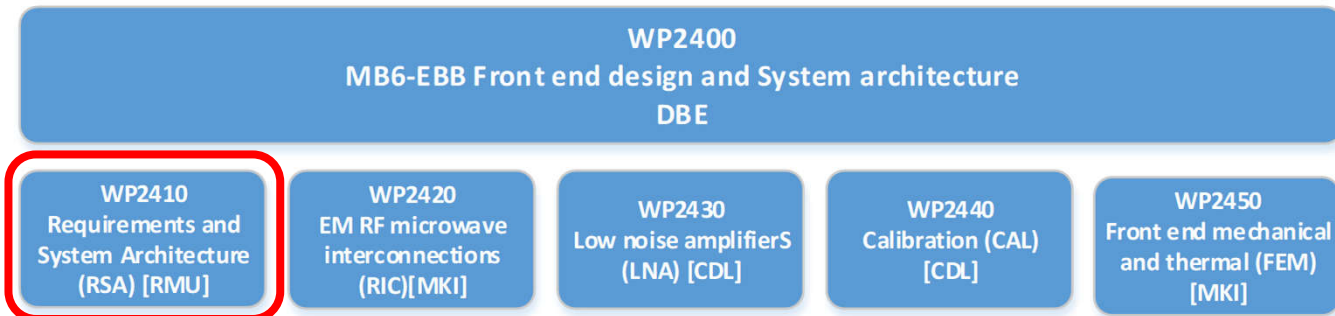 WP2400
MB6-EBB Front end design and System architecture
DBE
WP2410
Requirements and
System Architecture
(RSA) [RMU]
WP2420
EM RF microwave
interconnections
(RIC)[MKI]
WP2430
Low noise amplifierS
(LNA) [CDL]
WP2440
Calibration (CAL)
[CDL]
WP2450
Front end mechanical
and thermal (FEM)
[MKI]